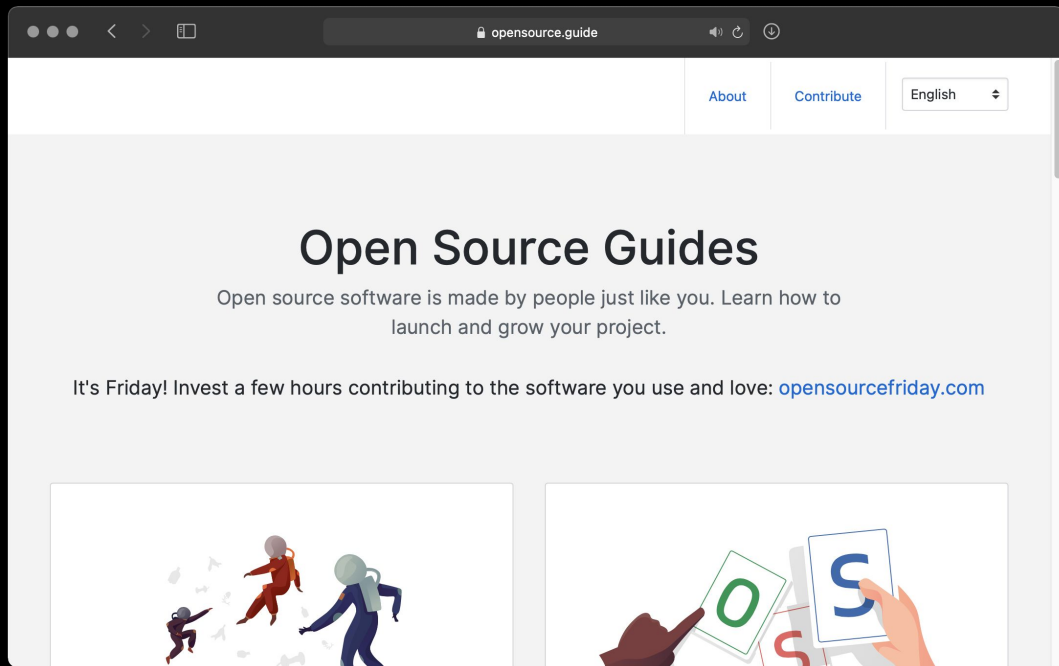 opensource.guide
About
Contribute
English
Open Source Guides
Open source software is made by people just like you. Learn how to
launch and grow your project.
It's Friday! Invest a few hours contributing to the software you use and love: opensourcefriday.com
O
S
S